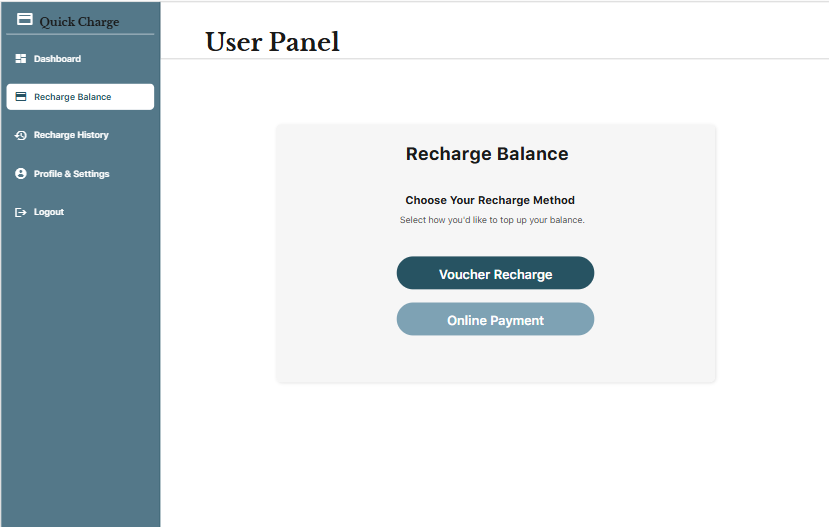 Quick Charge
Dashboard
Recharge Balance
Recharge History
Profile & Settings
Logout
User Panel
Recharge Balance
Choose Your Recharge Method
Select how you'd like to top up your balance.
Voucher Recharge
Online Payment